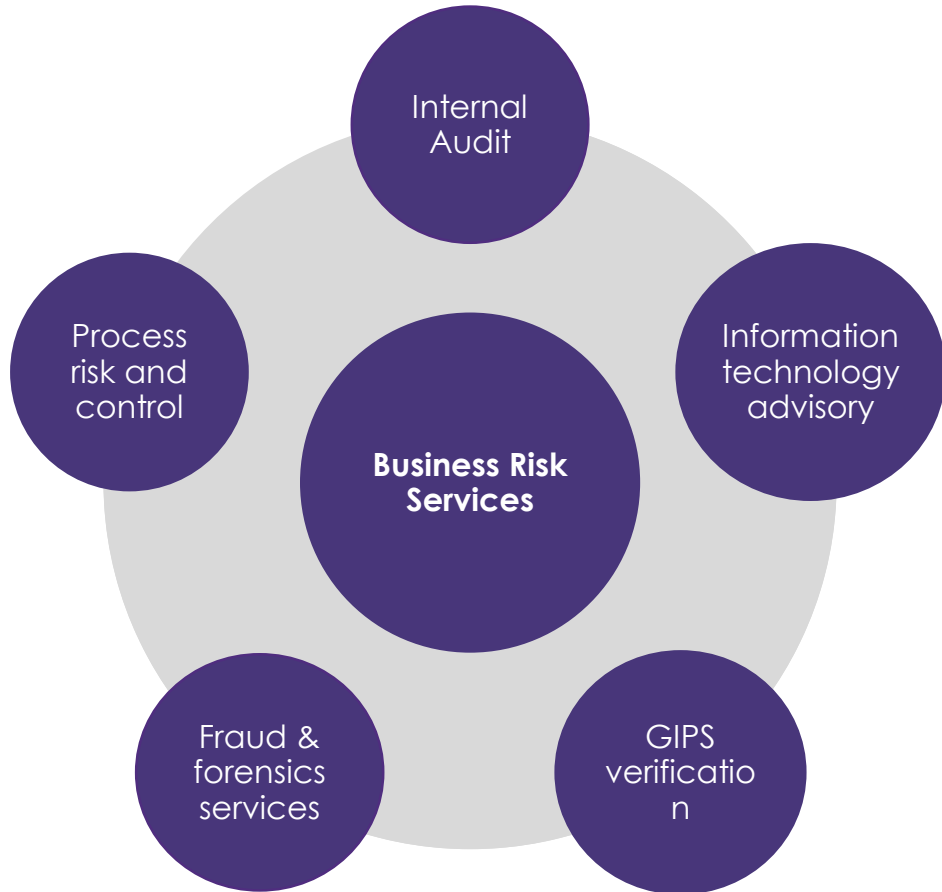 Internal
Audit
Information
technology
advisory
GIPS
verificatio
n
Fraud &
forensics
services
Process
risk and
control
Business Risk
Services